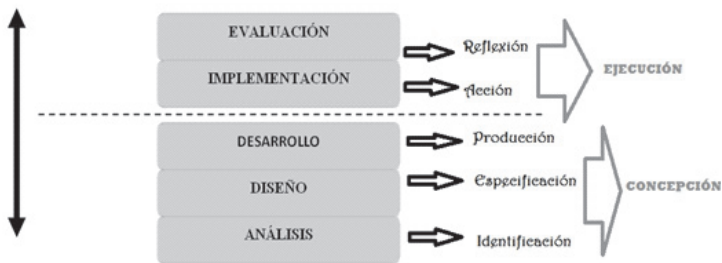 EVALUACIÓN
Reflexión
EJECUCIÓN
IMPLEMENTACIÓN
Acción
DESARROLLO
Producción
DISEÑO
Especificación
CONCEPCIÓN
ANÁLISIS
Identificación